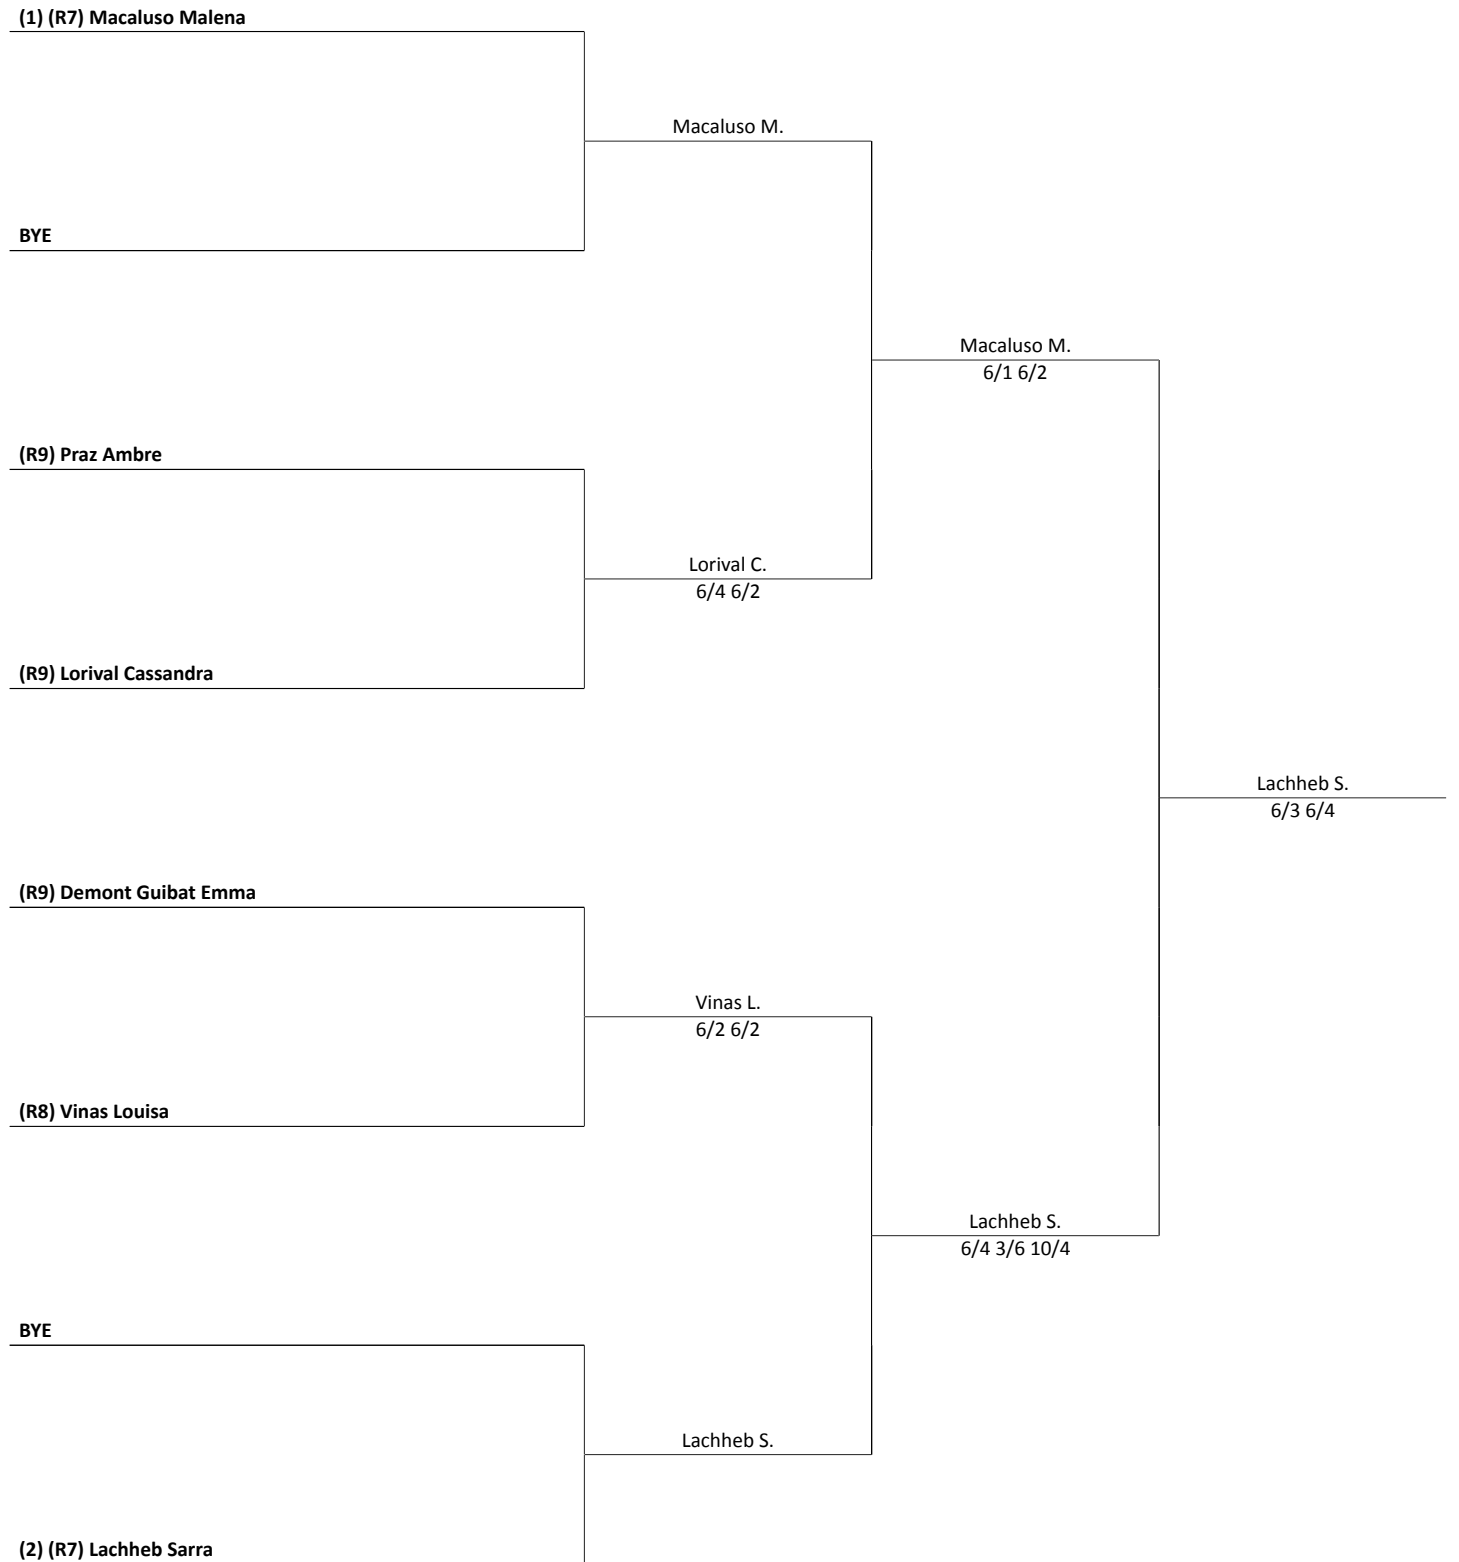 (1) (R7) Macaluso Malena
Macaluso M.
BYE
Macaluso M.
6/1 6/2
(R9) Praz Ambre
Lorival C.
6/4 6/2
(R9) Lorival Cassandra
Lachheb S.
6/3 6/4
(R9) Demont Guibat Emma
Vinas L.
6/2 6/2
(R8) Vinas Louisa
Lachheb S.
6/4 3/6 10/4
BYE
Lachheb S.
(2) (R7) Lachheb Sarra